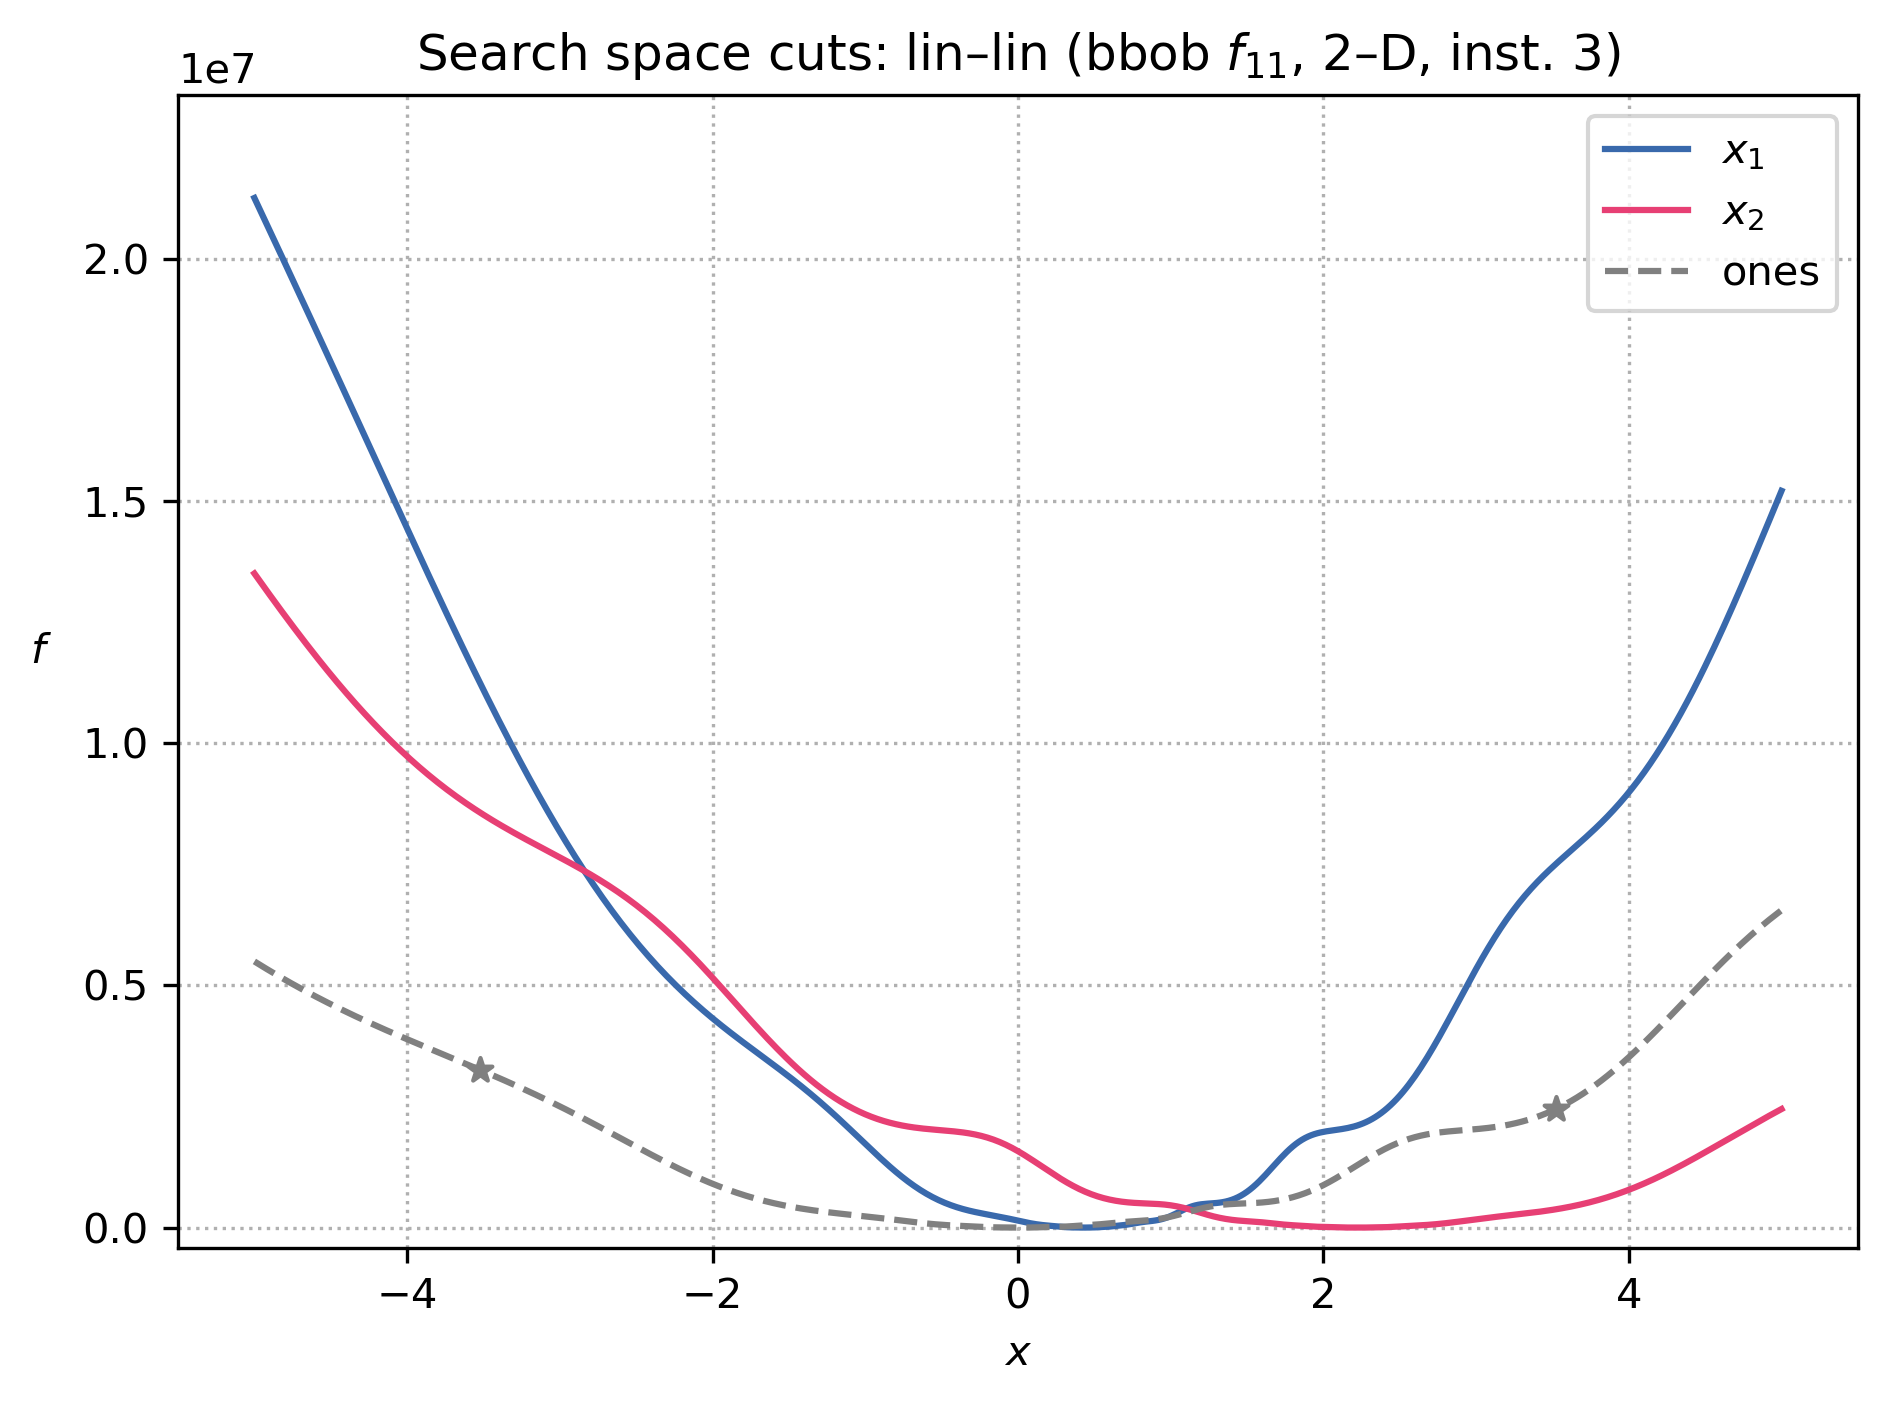 Search space cuts: lin–lin (bbob f₁₁, 2–D, inst. 3)
1e7
x₁
x₂
ones
2.0
1.5
1.0
0.5
0.0
f
−4 −2 0 2 4
x